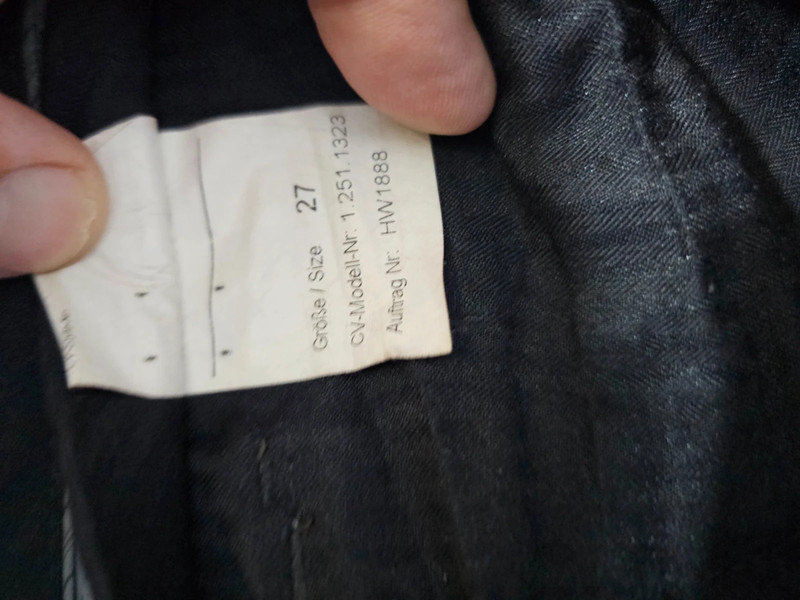 Größe / Size 27
CV-Modell-Nr: 1.251.1323
Auftrag Nr: HW1888